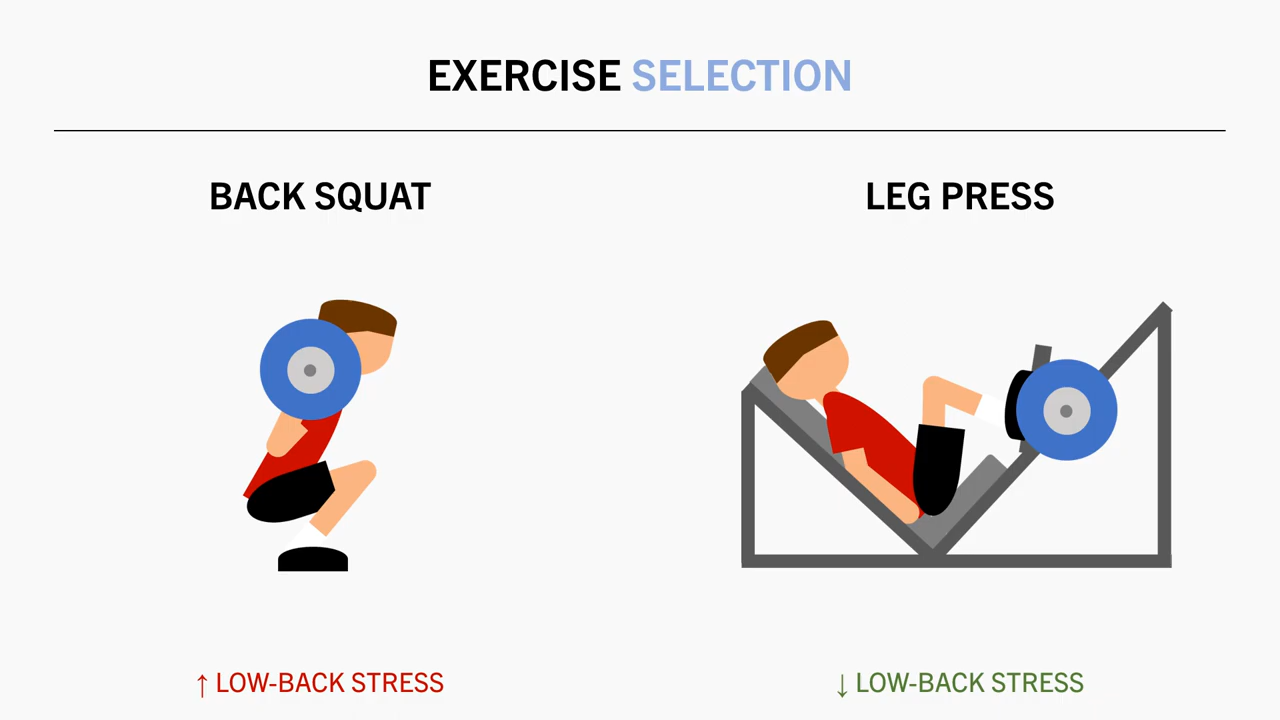 EXERCISE SELECTION
BACK SQUAT
LEG PRESS
↑ LOW-BACK STRESS
↓ LOW-BACK STRESS